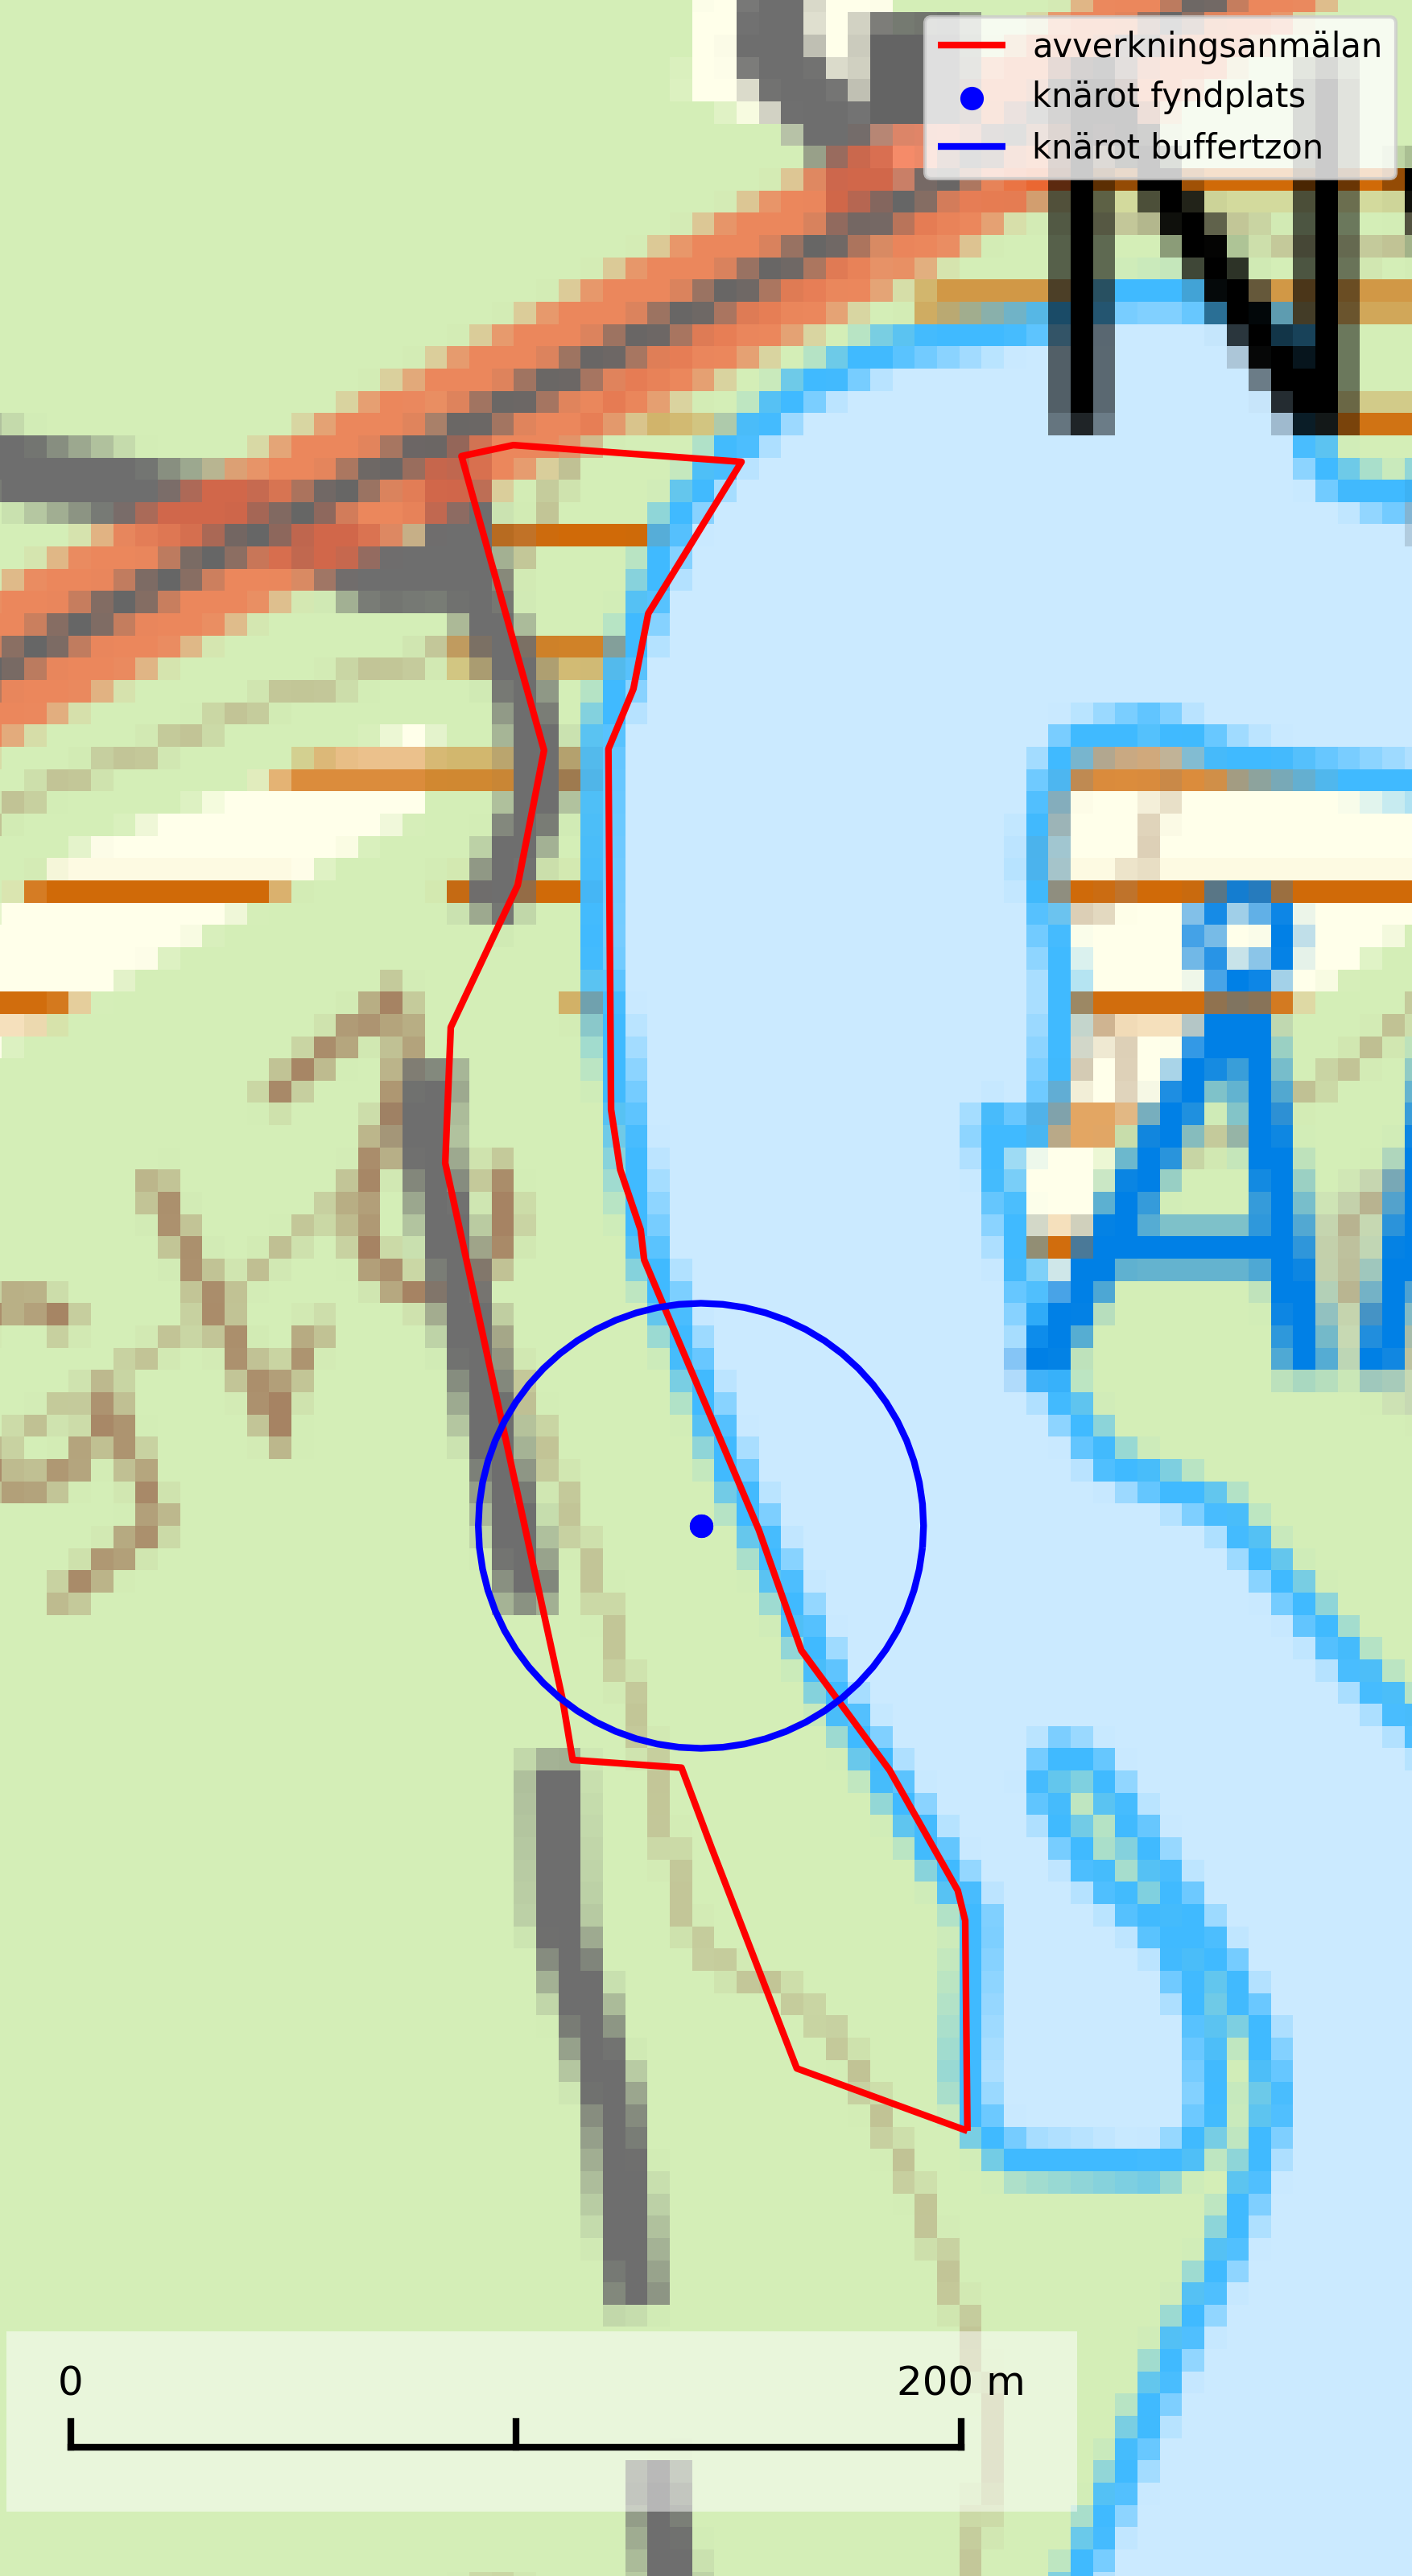 avverkningsanmälan
knärot fyndplats
knärot buffertzon
0 200 m